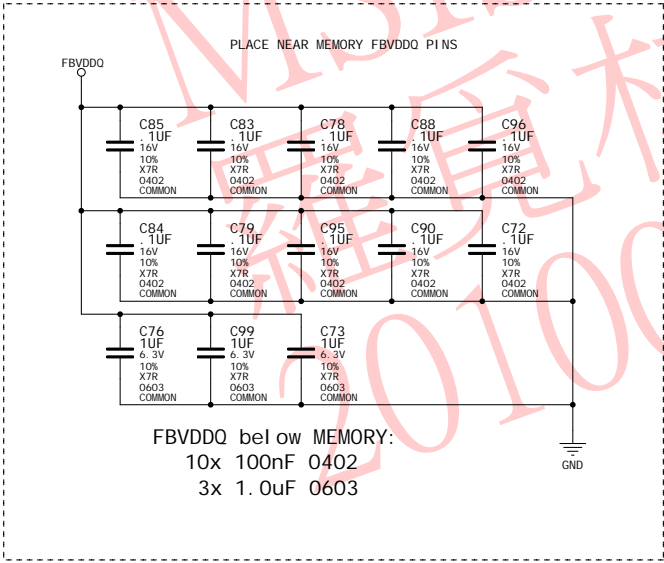 PLACE NEAR MEMORY FBVDDQ PINS
FBVDDQ
C85
.1UF
16V
10%
X7R
0402
COMMON
C83
.1UF
16V
10%
X7R
0402
COMMON
C78
.1UF
16V
10%
X7R
0402
COMMON
C88
.1UF
16V
10%
X7R
0402
COMMON
C96
.1UF
16V
10%
X7R
0402
COMMON
C84
.1UF
16V
10%
X7R
0402
COMMON
C79
.1UF
16V
10%
X7R
0402
COMMON
C95
.1UF
16V
10%
X7R
0402
COMMON
C90
.1UF
16V
10%
X7R
0402
COMMON
C72
.1UF
16V
10%
X7R
0402
COMMON
C76
1UF
6.3V
10%
X7R
0603
COMMON
C99
1UF
6.3V
10%
X7R
0603
COMMON
C73
1UF
6.3V
10%
X7R
0603
COMMON
FBVDDQ below MEMORY:
10x 100nF 0402
3x 1.0uF 0603
GND
羅覓
20100